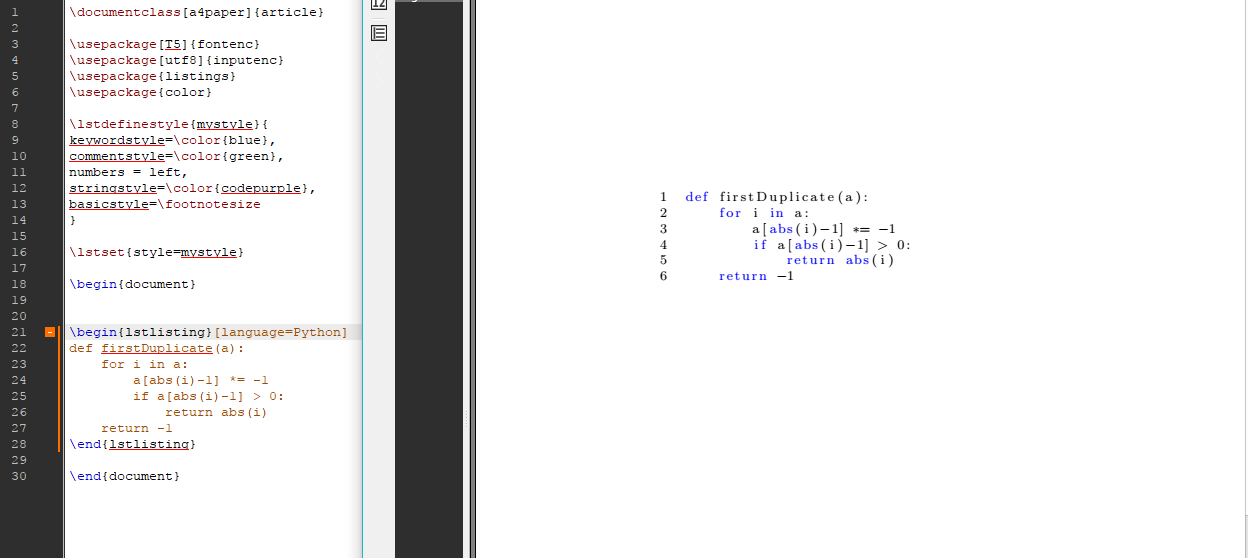 1 \documentclass[a4paper]{article}
2
3 \usepackage[T5]{fontenc}
4 \usepackage[utf8]{inputenc}
5 \usepackage{listings}
6 \usepackage{color}
7
8 \lstdefinestyle{mystyle}{
9 keywordstyle=\color{blue},
10 commentstyle=\color{green},
11 numbers = left,
12 stringstyle=\color{codepurple},
13 basicstyle=\footnotesize
14 }
15
16 \lstset{style=mystyle}
17
18 \begin{document}
19
20
21 \begin{lstlisting}[language=Python]
22 def firstDuplicate(a):
23     for i in a:
24         a[abs(i)-1] *= -1
25         if a[abs(i)-1] > 0:
26             return abs(i)
27     return -1
28 \end{lstlisting}
29
30 \end{document}
12
1 def firstDuplicate(a):
2     for i in a:
3         a[abs(i)−1] *= −1
4         if a[abs(i)−1] > 0:
5             return abs(i)
6     return −1